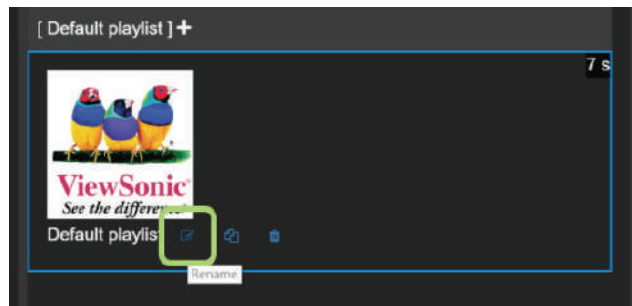 [ Default playlist ] +
7 s
ViewSonic
See the difference
Default playlist
Rename